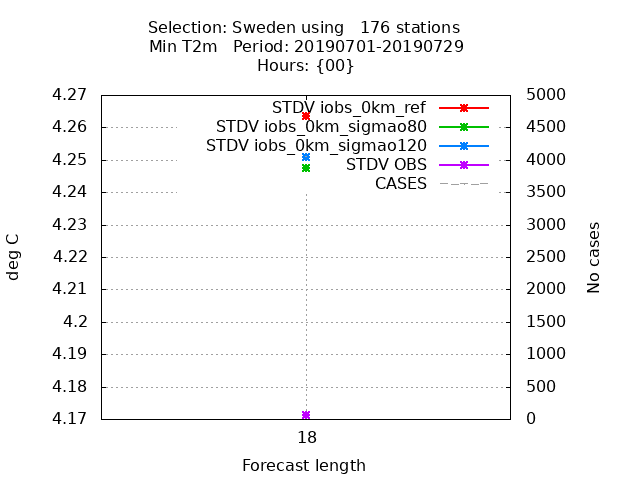 Selection: Sweden using   176 stations
Min T2m   Period: 20190701-20190729
Hours: {00}
STDV iobs_0km_ref
STDV iobs_0km_sigmao80
STDV iobs_0km_sigmao120
STDV OBS
CASES
4.27
4.26
4.25
4.24
4.23
4.22
4.21
4.2
4.19
4.18
4.17
deg C
5000
4500
4000
3500
3000
2500
2000
1500
1000
500
0
No cases
18
Forecast length